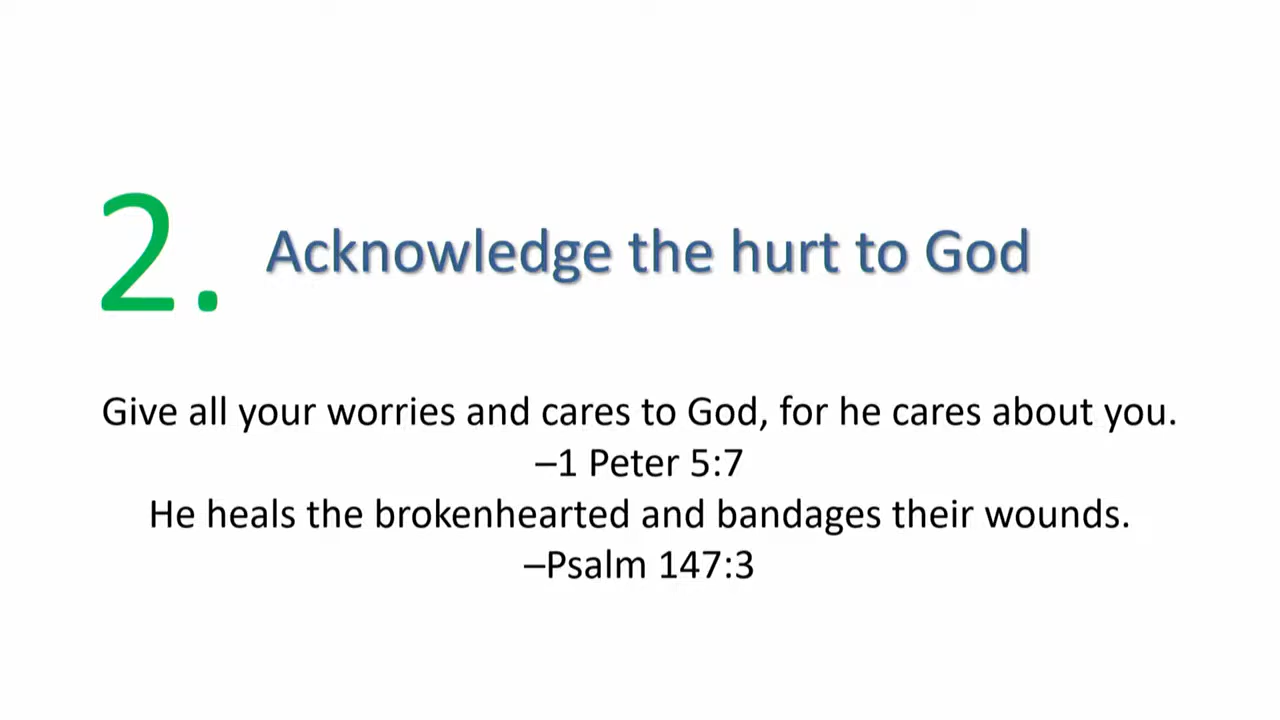 2. Acknowledge the hurt to God
Give all your worries and cares to God, for he cares about you.
–1 Peter 5:7
He heals the brokenhearted and bandages their wounds.
–Psalm 147:3